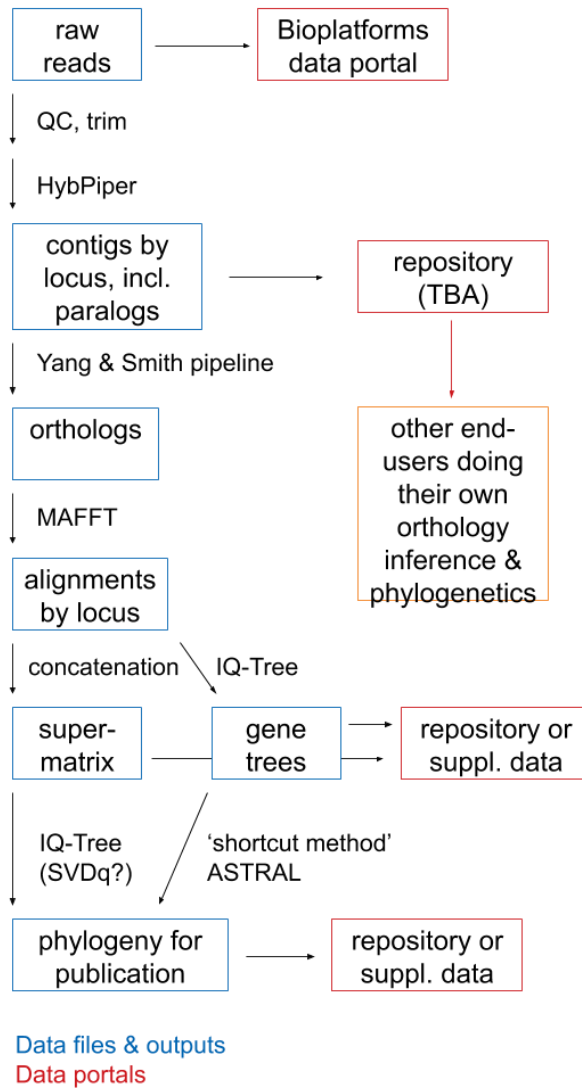 raw
reads
Bioplatforms
data portal
QC, trim
HybPiper
contigs by
locus, incl.
paralogs
repository
(TBA)
Yang & Smith pipeline
orthologs
other end-
users doing
their own
orthology
inference &
phylogenetics
MAFFT
alignments
by locus
concatenation
IQ-Tree
super-
matrix
gene
trees
repository or
suppl. data
IQ-Tree
(SVDq?)
‘shortcut method’
ASTRAL
phylogeny for
publication
repository or
suppl. data
Data files & outputs
Data portals